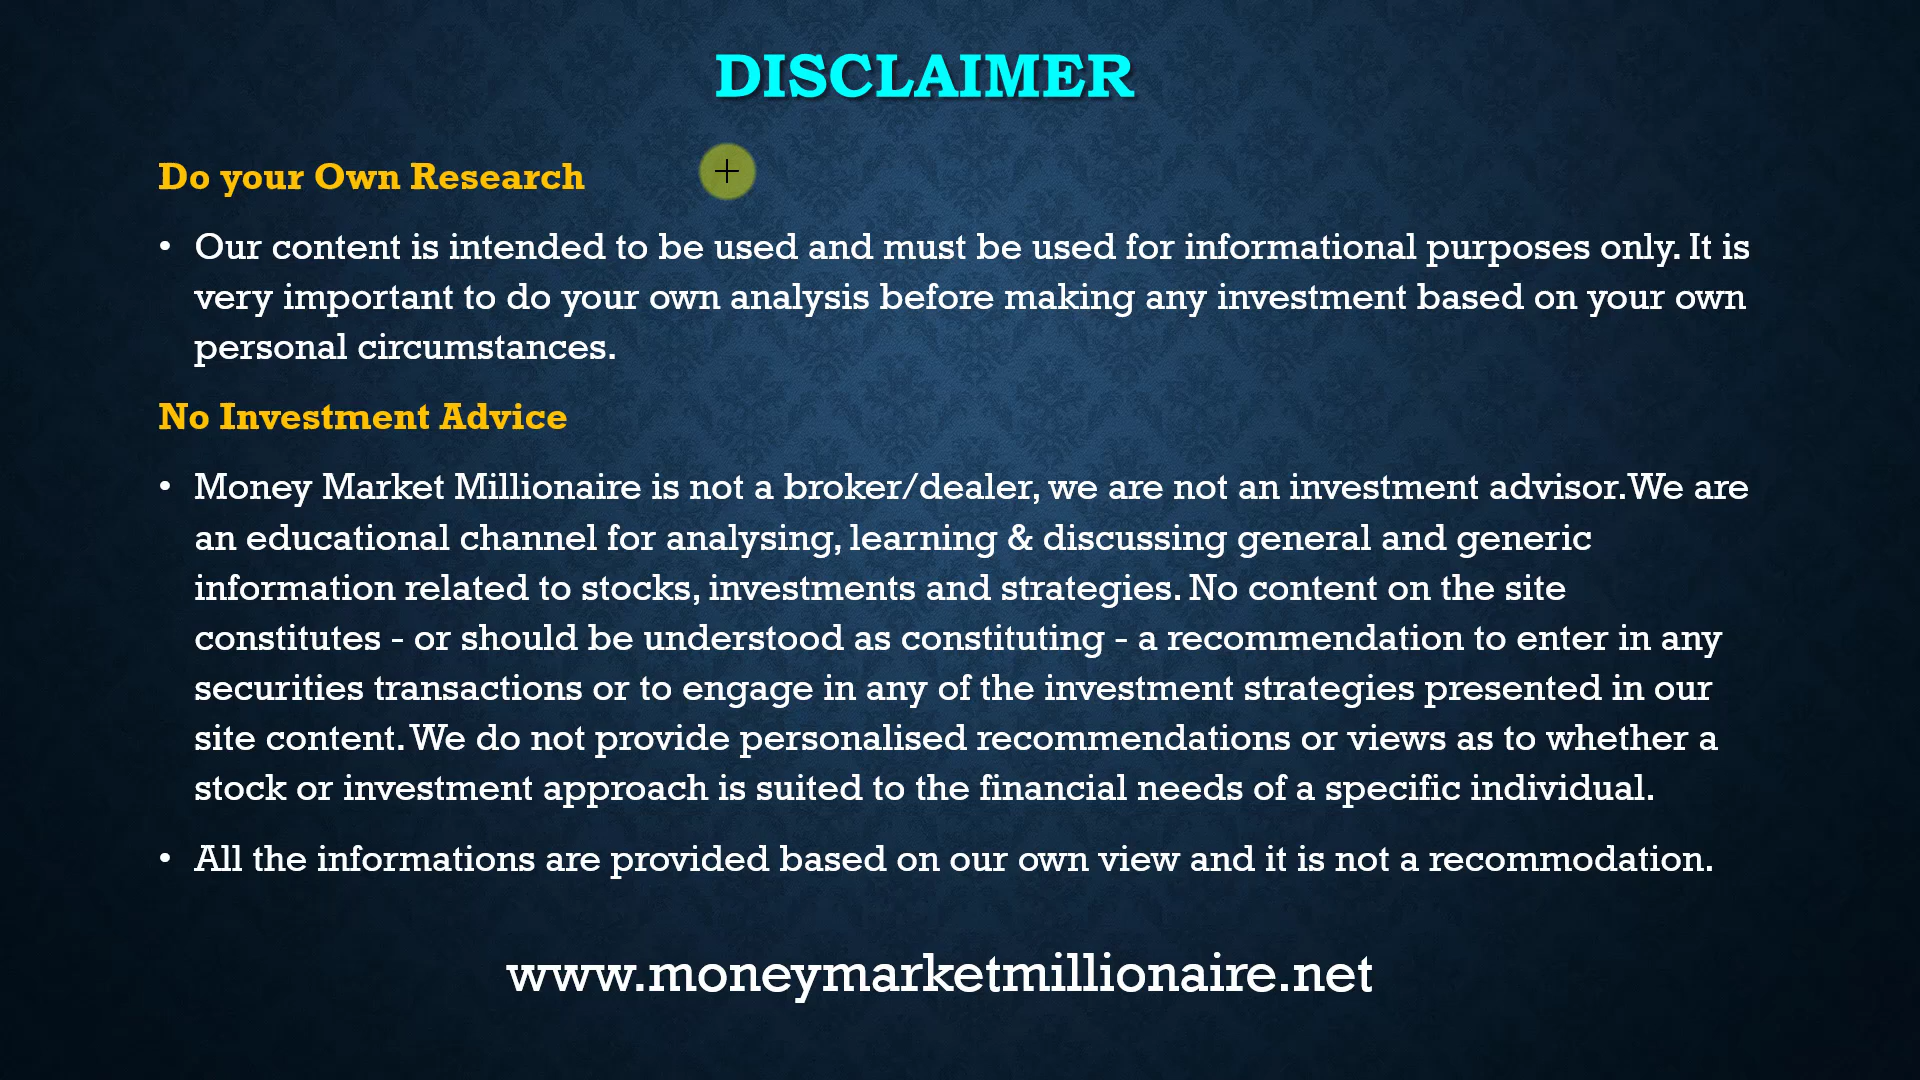 DISCLAIMER
Do your Own Research
• Our content is intended to be used and must be used for informational purposes only. It is
very important to do your own analysis before making any investment based on your own
personal circumstances.
No Investment Advice
• Money Market Millionaire is not a broker/dealer, we are not an investment advisor. We are
an educational channel for analysing, learning & discussing general and generic
information related to stocks, investments and strategies. No content on the site
constitutes - or should be understood as constituting - a recommendation to enter in any
securities transactions or to engage in any of the investment strategies presented in our
site content. We do not provide personalised recommendations or views as to whether a
stock or investment approach is suited to the financial needs of a specific individual.
• All the informations are provided based on our own view and it is not a recommodation.
www.moneymarketmillionaire.net